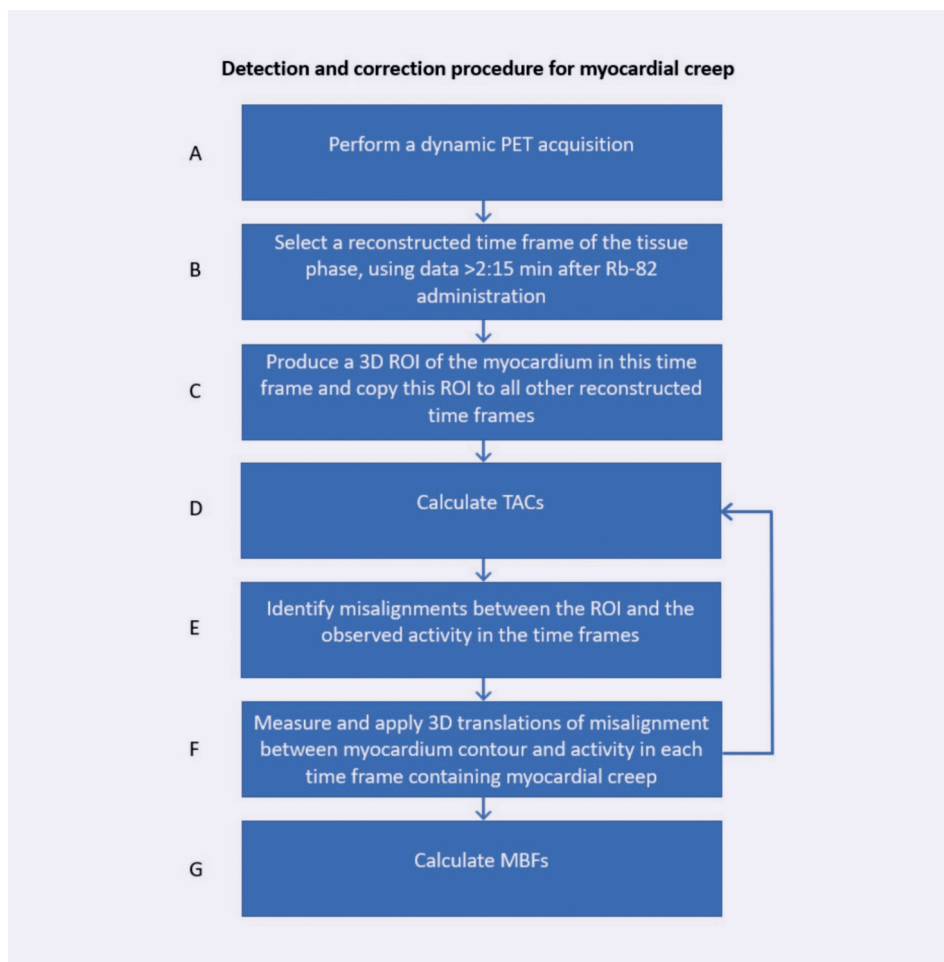 Detection and correction procedure for myocardial creep
A
Perform a dynamic PET acquisition
B
Select a reconstructed time frame of the tissue
phase, using data >2:15 min after Rb-82
administration
C
Produce a 3D ROI of the myocardium in this time
frame and copy this ROI to all other reconstructed
time frames
D
Calculate TACs
E
Identify misalignments between the ROI and the
observed activity in the time frames
F
Measure and apply 3D translations of misalignment
between myocardium contour and activity in each
time frame containing myocardial creep
G
Calculate MBFs